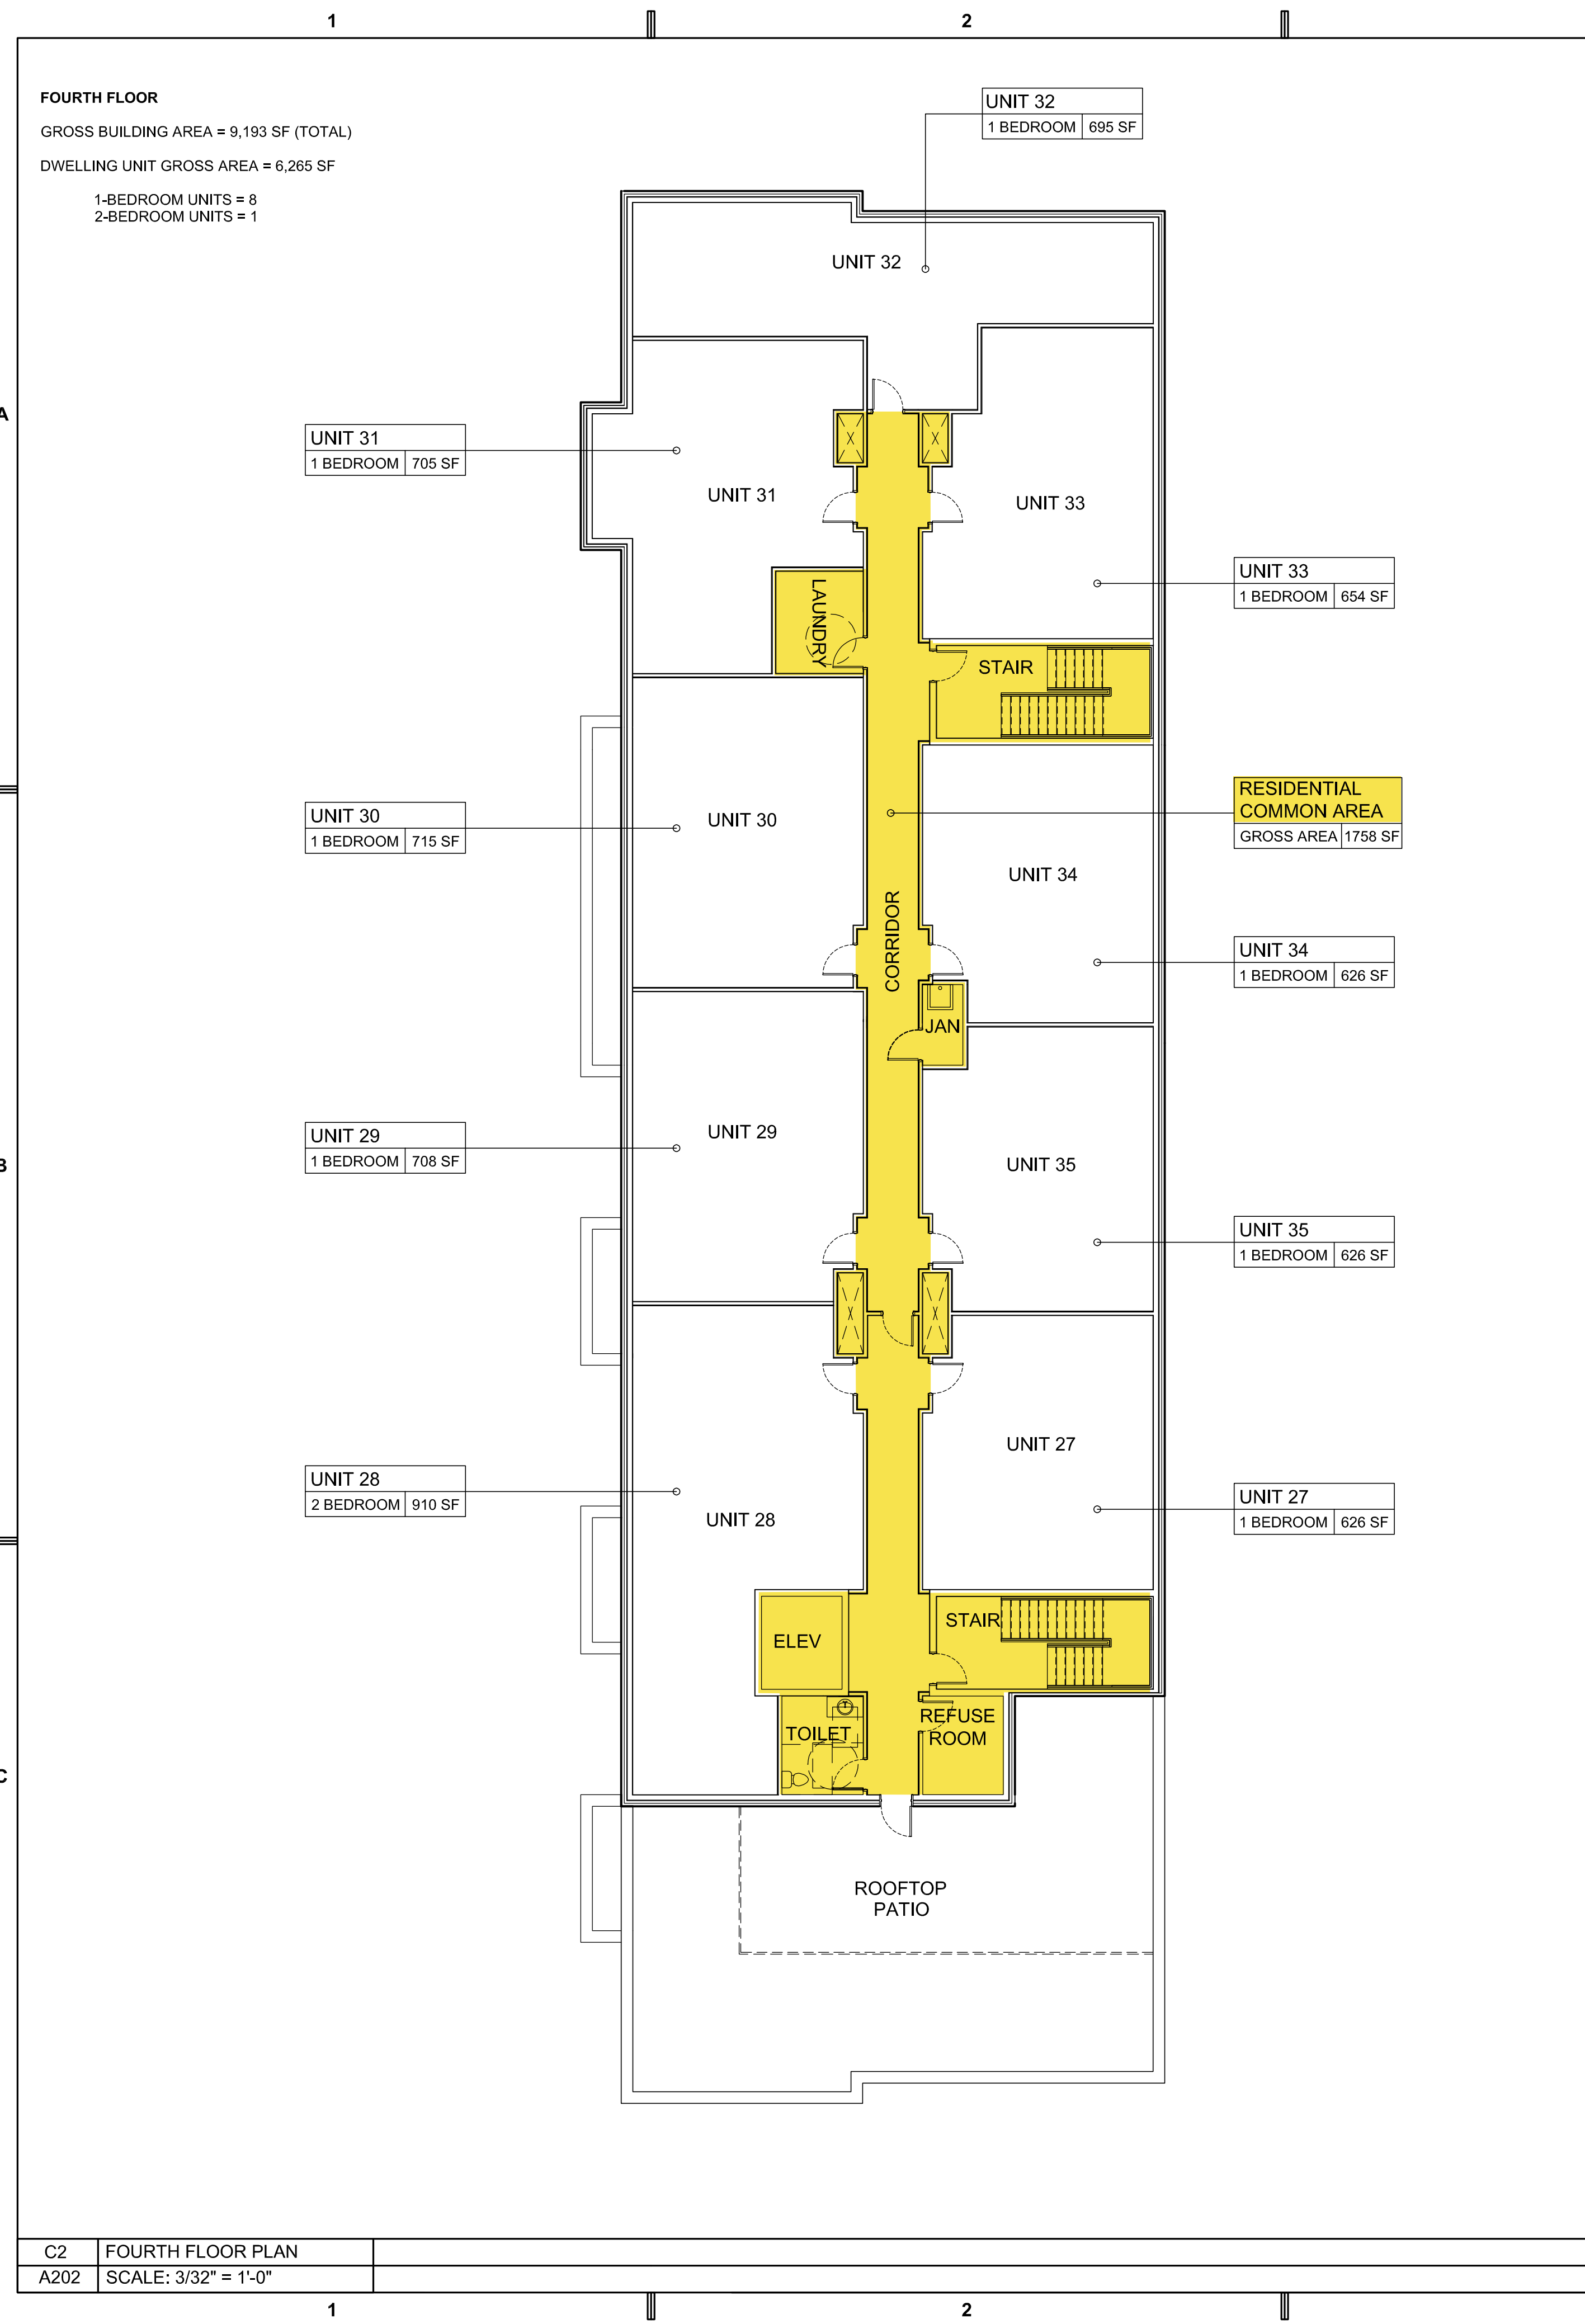 1
2
FOURTH FLOOR
GROSS BUILDING AREA = 9,193 SF (TOTAL)
DWELLING UNIT GROSS AREA = 6,265 SF
1-BEDROOM UNITS = 8
2-BEDROOM UNITS = 1
UNIT 32
1 BEDROOM 695 SF
UNIT 32
A
UNIT 31
1 BEDROOM 705 SF
UNIT 31
UNIT 33
UNIT 33
1 BEDROOM 654 SF
LAUNDRY
STAIR
RESIDENTIAL
COMMON AREA
GROSS AREA 1758 SF
UNIT 30
1 BEDROOM 715 SF
UNIT 30
UNIT 34
CORRIDOR
UNIT 34
1 BEDROOM 626 SF
JAN
UNIT 29
1 BEDROOM 708 SF
UNIT 29
B
UNIT 35
UNIT 35
1 BEDROOM 626 SF
UNIT 27
UNIT 28
2 BEDROOM 910 SF
UNIT 28
UNIT 27
1 BEDROOM 626 SF
STAIR
ELEV
TOILET
REFUSE
ROOM
C
ROOFTOP
PATIO
C2 FOURTH FLOOR PLAN
A202 SCALE: 3/32" = 1'-0"
1
2